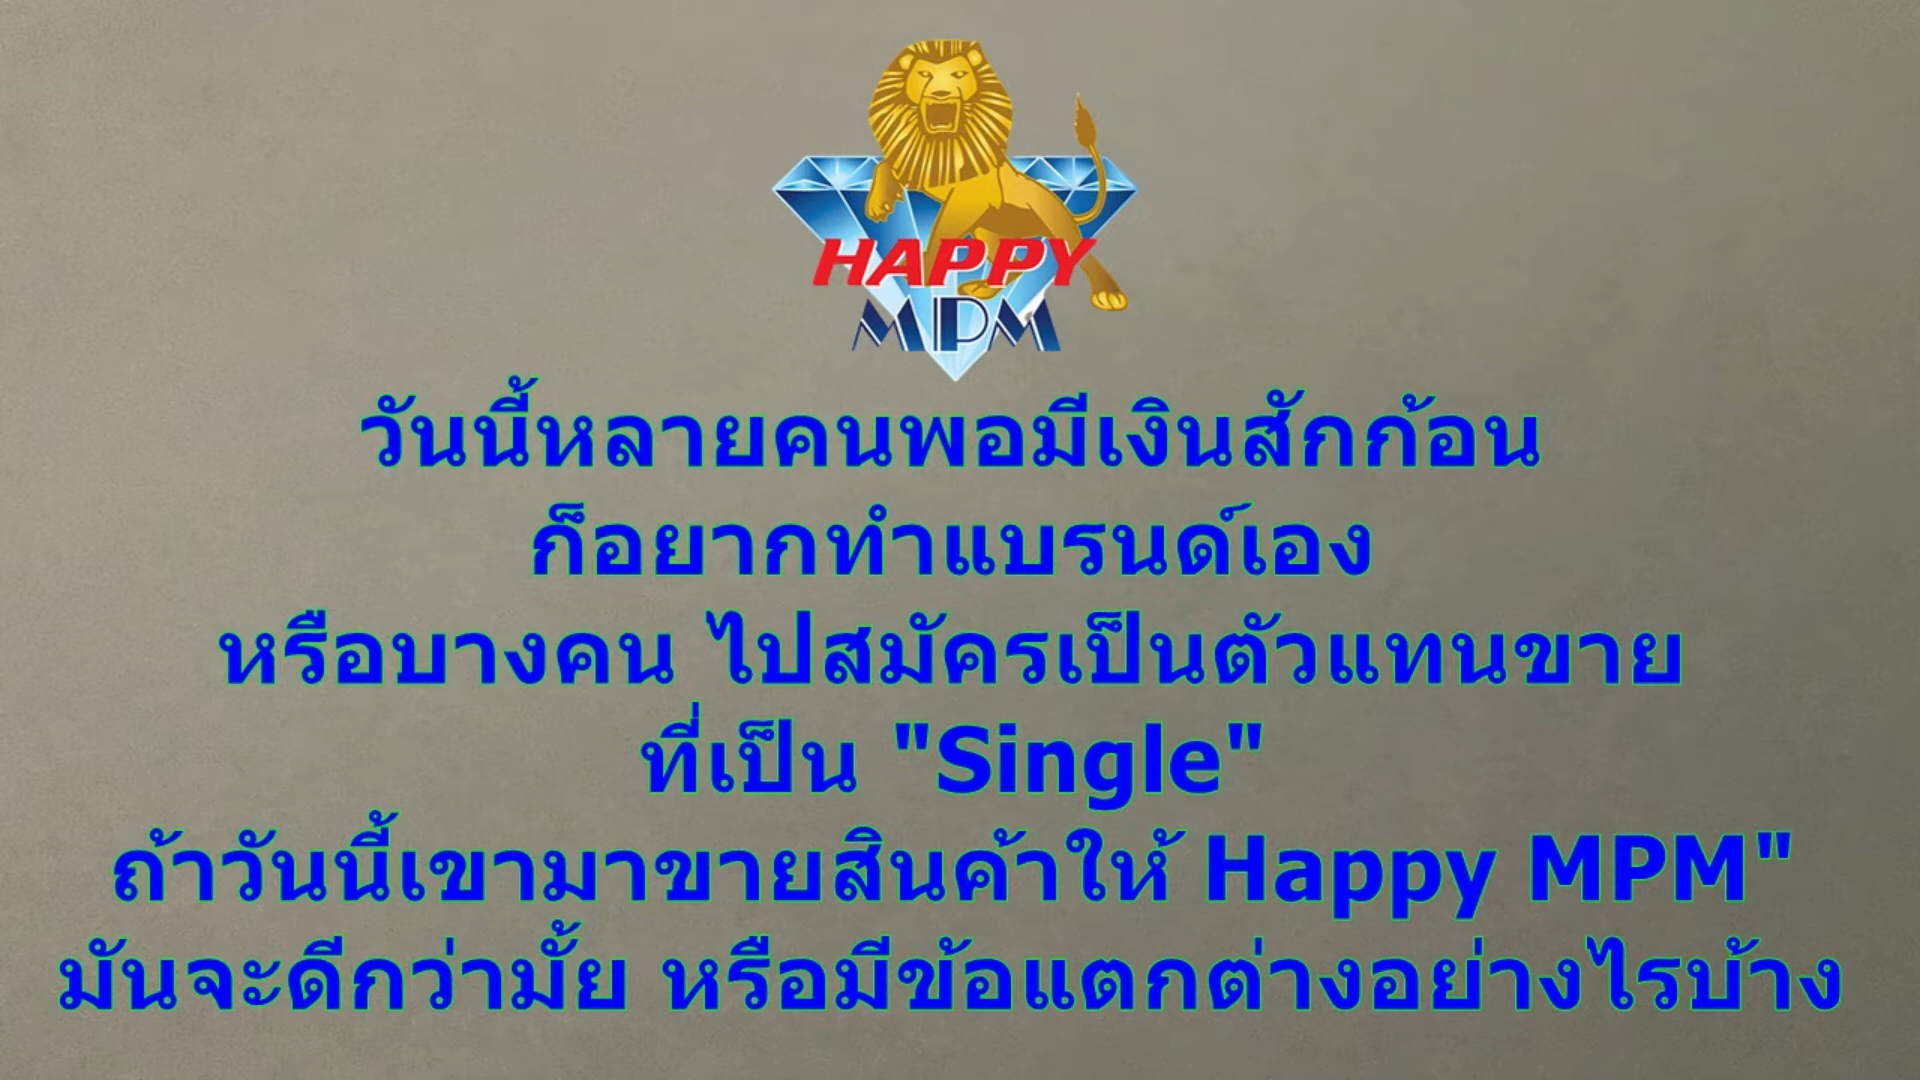 HAPPY
MPM
วันนี้หลายคนพอมีเงินสักก้อน
ก็อยากทำแบรนด์เอง
หรือบางคน ไปสมัครเป็นตัวแทนขาย
ที่เป็น "Single"
ถ้าวันนี้เขามาขายสินค้าให้ Happy MPM"
มันจะดีกว่ามั้ย หรือมีข้อแตกต่างอย่างไรบ้าง